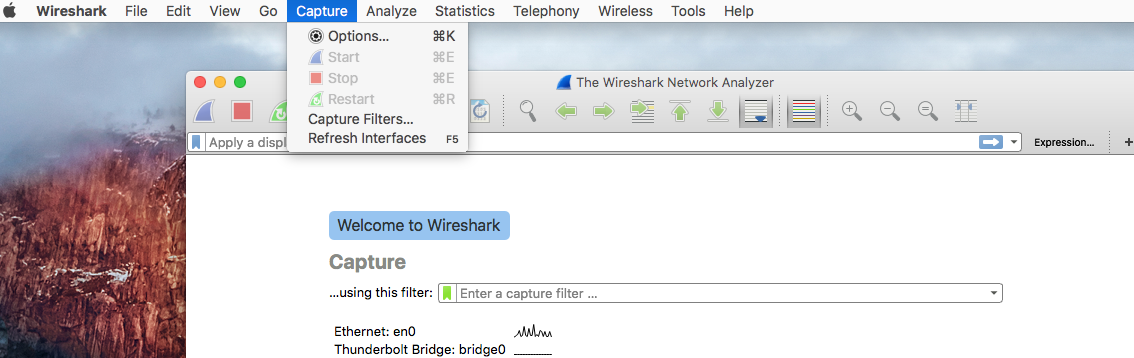 Wireshark File Edit View Go Capture Analyze Statistics Telephony Wireless Tools Help
Options... ⌘K
Start ⌘E
Stop ⌘E
Restart ⌘R
Capture Filters...
Refresh Interfaces F5
The Wireshark Network Analyzer
Apply a displ
Expression... +
Welcome to Wireshark
Capture
...using this filter: Enter a capture filter ...
Ethernet: en0
Thunderbolt Bridge: bridge0